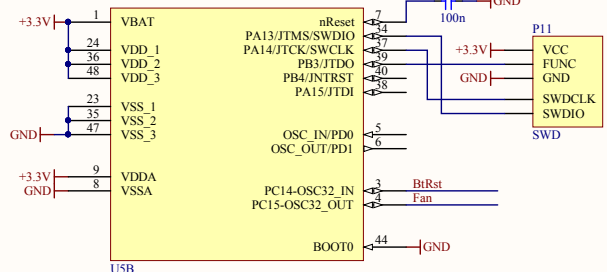 GND
100n
+3.3V 1 VBAT
nReset 7
PA13/JTMS/SWDIO 34
PA14/JTCK/SWCLK 37
PB3/JTDO 39
PB4/JNTRST 40
PA15/JTDI 38
24 VDD_1
36 VDD_2
48 VDD_3
23 VSS_1
35 VSS_2
GND 47 VSS_3
OSC_IN/PD0 5
OSC_OUT/PD1 6
+3.3V 9 VDDA
GND 8 VSSA
PC14-OSC32_IN 3 BtRst
PC15-OSC32_OUT 4 Fan
BOOT0 44 GND
U5B
P11
+3.3V VCC
FUNC
GND GND
SWDCLK
SWDIO
SWD